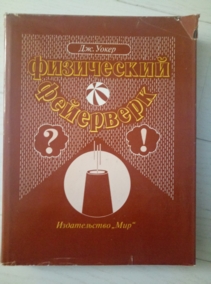 Дж. Уокер
физический
фейерверк
?
!
Издательство „Мир"